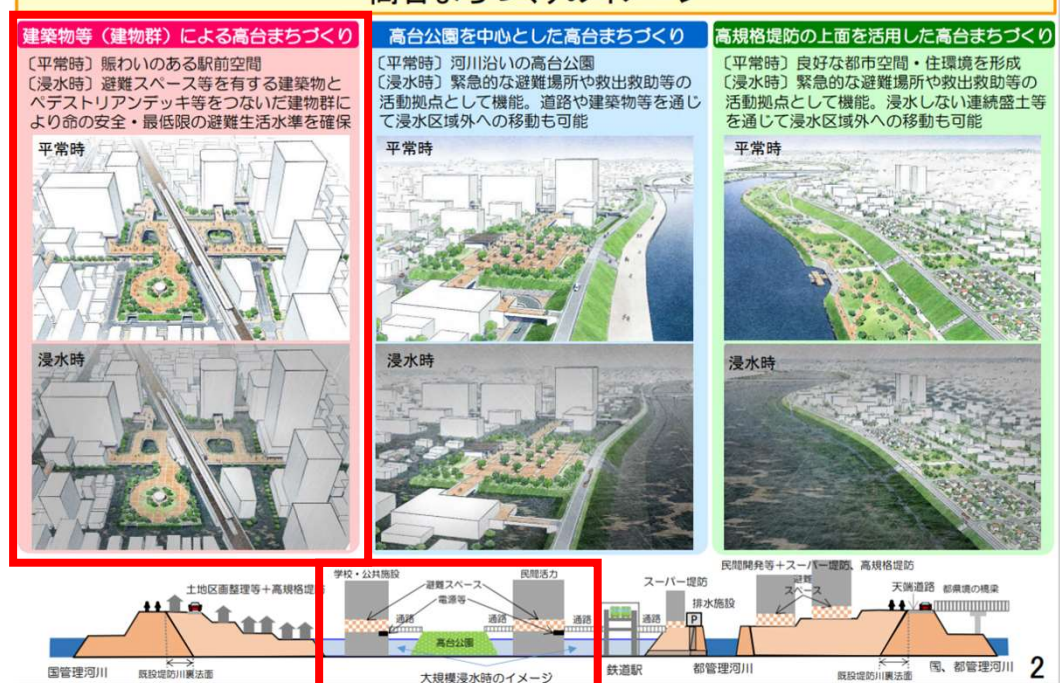 建築物等（建物群）による高台まちづくり
〔平常時〕賑わいのある駅前空間
〔浸水時〕避難スペース等を有する建築物と
ペデストリアンデッキ等をつないだ建物群に
より命の安全・最低限の避難生活水準を確保
平常時
浸水時
高台公園を中心とした高台まちづくり
〔平常時〕河川沿いの高台公園
〔浸水時〕緊急的な避難場所や救出救助等の
活動拠点として機能。道路や建築物等を通じ
て浸水区域外への移動も可能
平常時
浸水時
高規格堤防の上面を活用した高台まちづくり
〔平常時〕良好な都市空間・住環境を形成
〔浸水時〕緊急的な避難場所や救出救助等の
活動拠点として機能。浸水しない連続盛土等
を通じて浸水区域外への移動も可能
平常時
浸水時
土地区画整理等＋高規格堤防
国管理河川
既設堤防川裏法面
学校・公共施設
避難スペース
電源等
民間活力
通路
通路
通路
高台公園
大規模浸水時のイメージ
鉄道駅
スーパー堤防
排水施設
P
都管理河川
民間開発等＋スーパー堤防、高規格堤防
避難
スペース
天端道路
都県境の橋梁
既設堤防川裏法面
国、都管理河川
2